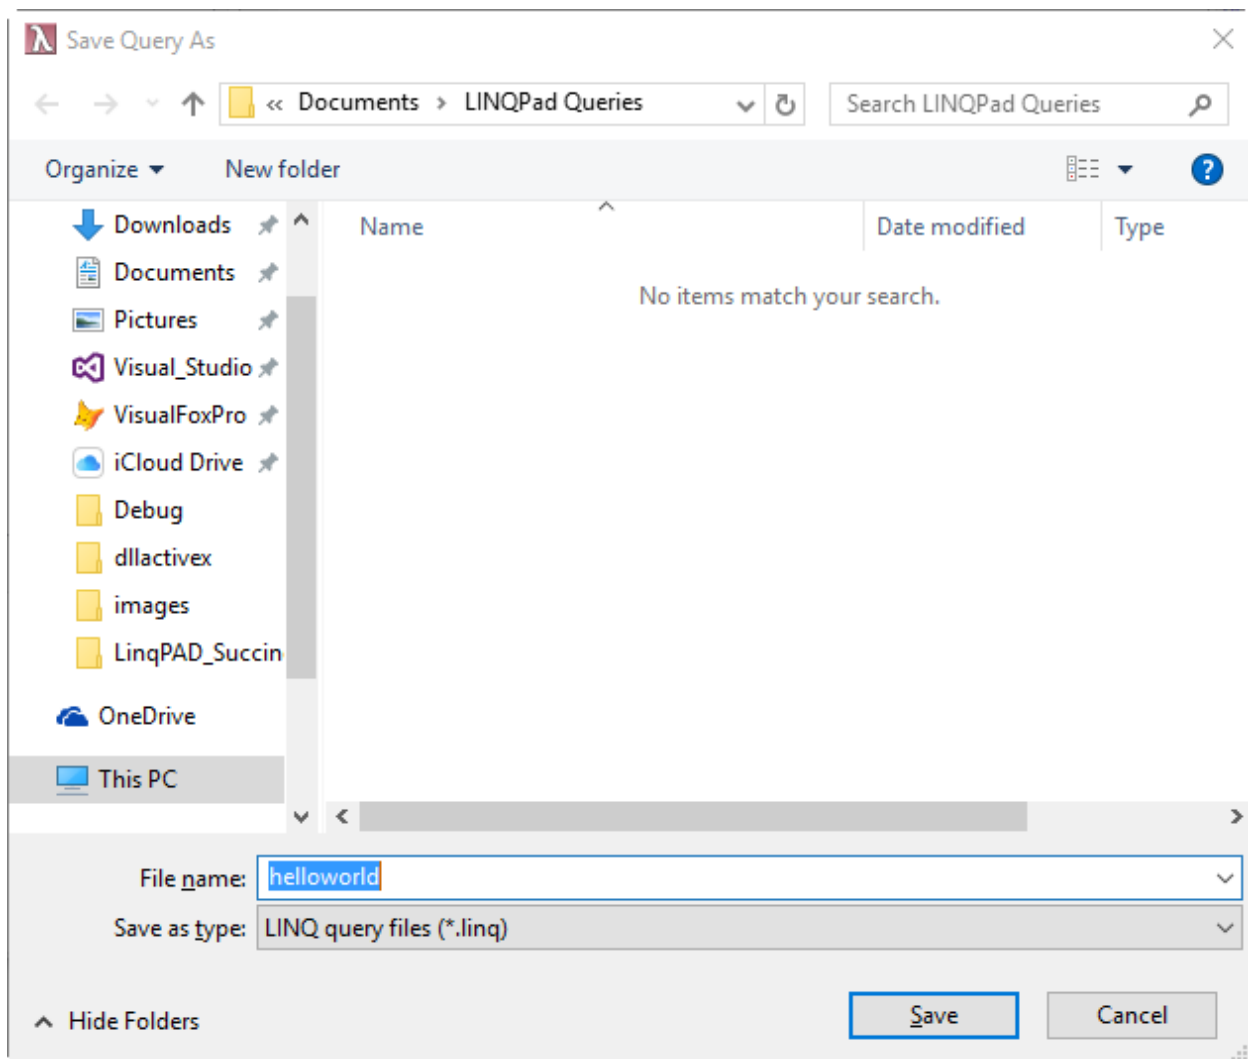 Save Query As
« Documents > LINQPad Queries
Search LINQPad Queries
Organize
New folder
Name
Date modified
Type
No items match your search.
Downloads
Documents
Pictures
Visual_Studio
VisualFoxPro
iCloud Drive
Debug
dllactivex
images
LinqPAD_Succin
OneDrive
This PC
File name: helloworld
Save as type: LINQ query files (*.linq)
Hide Folders
Save
Cancel